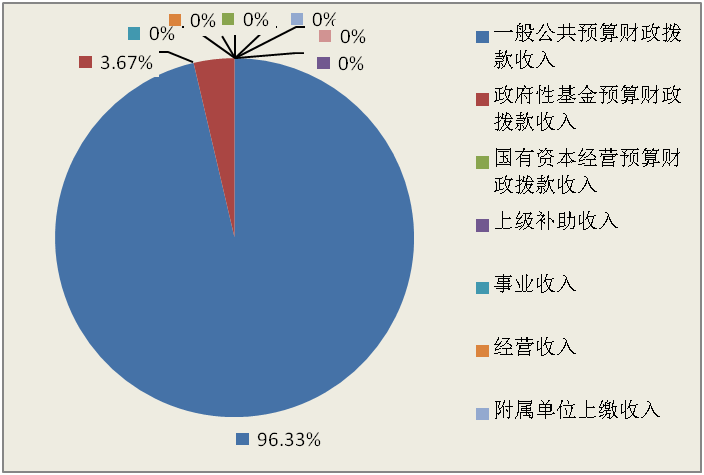 0%
0%
0%
0%
0%
0%
3.67%
96.33%
一般公共预算财政拨
款收入
政府性基金预算财政
拨款收入
国有资本经营预算财
政拨款收入
上级补助收入
事业收入
经营收入
附属单位上缴收入